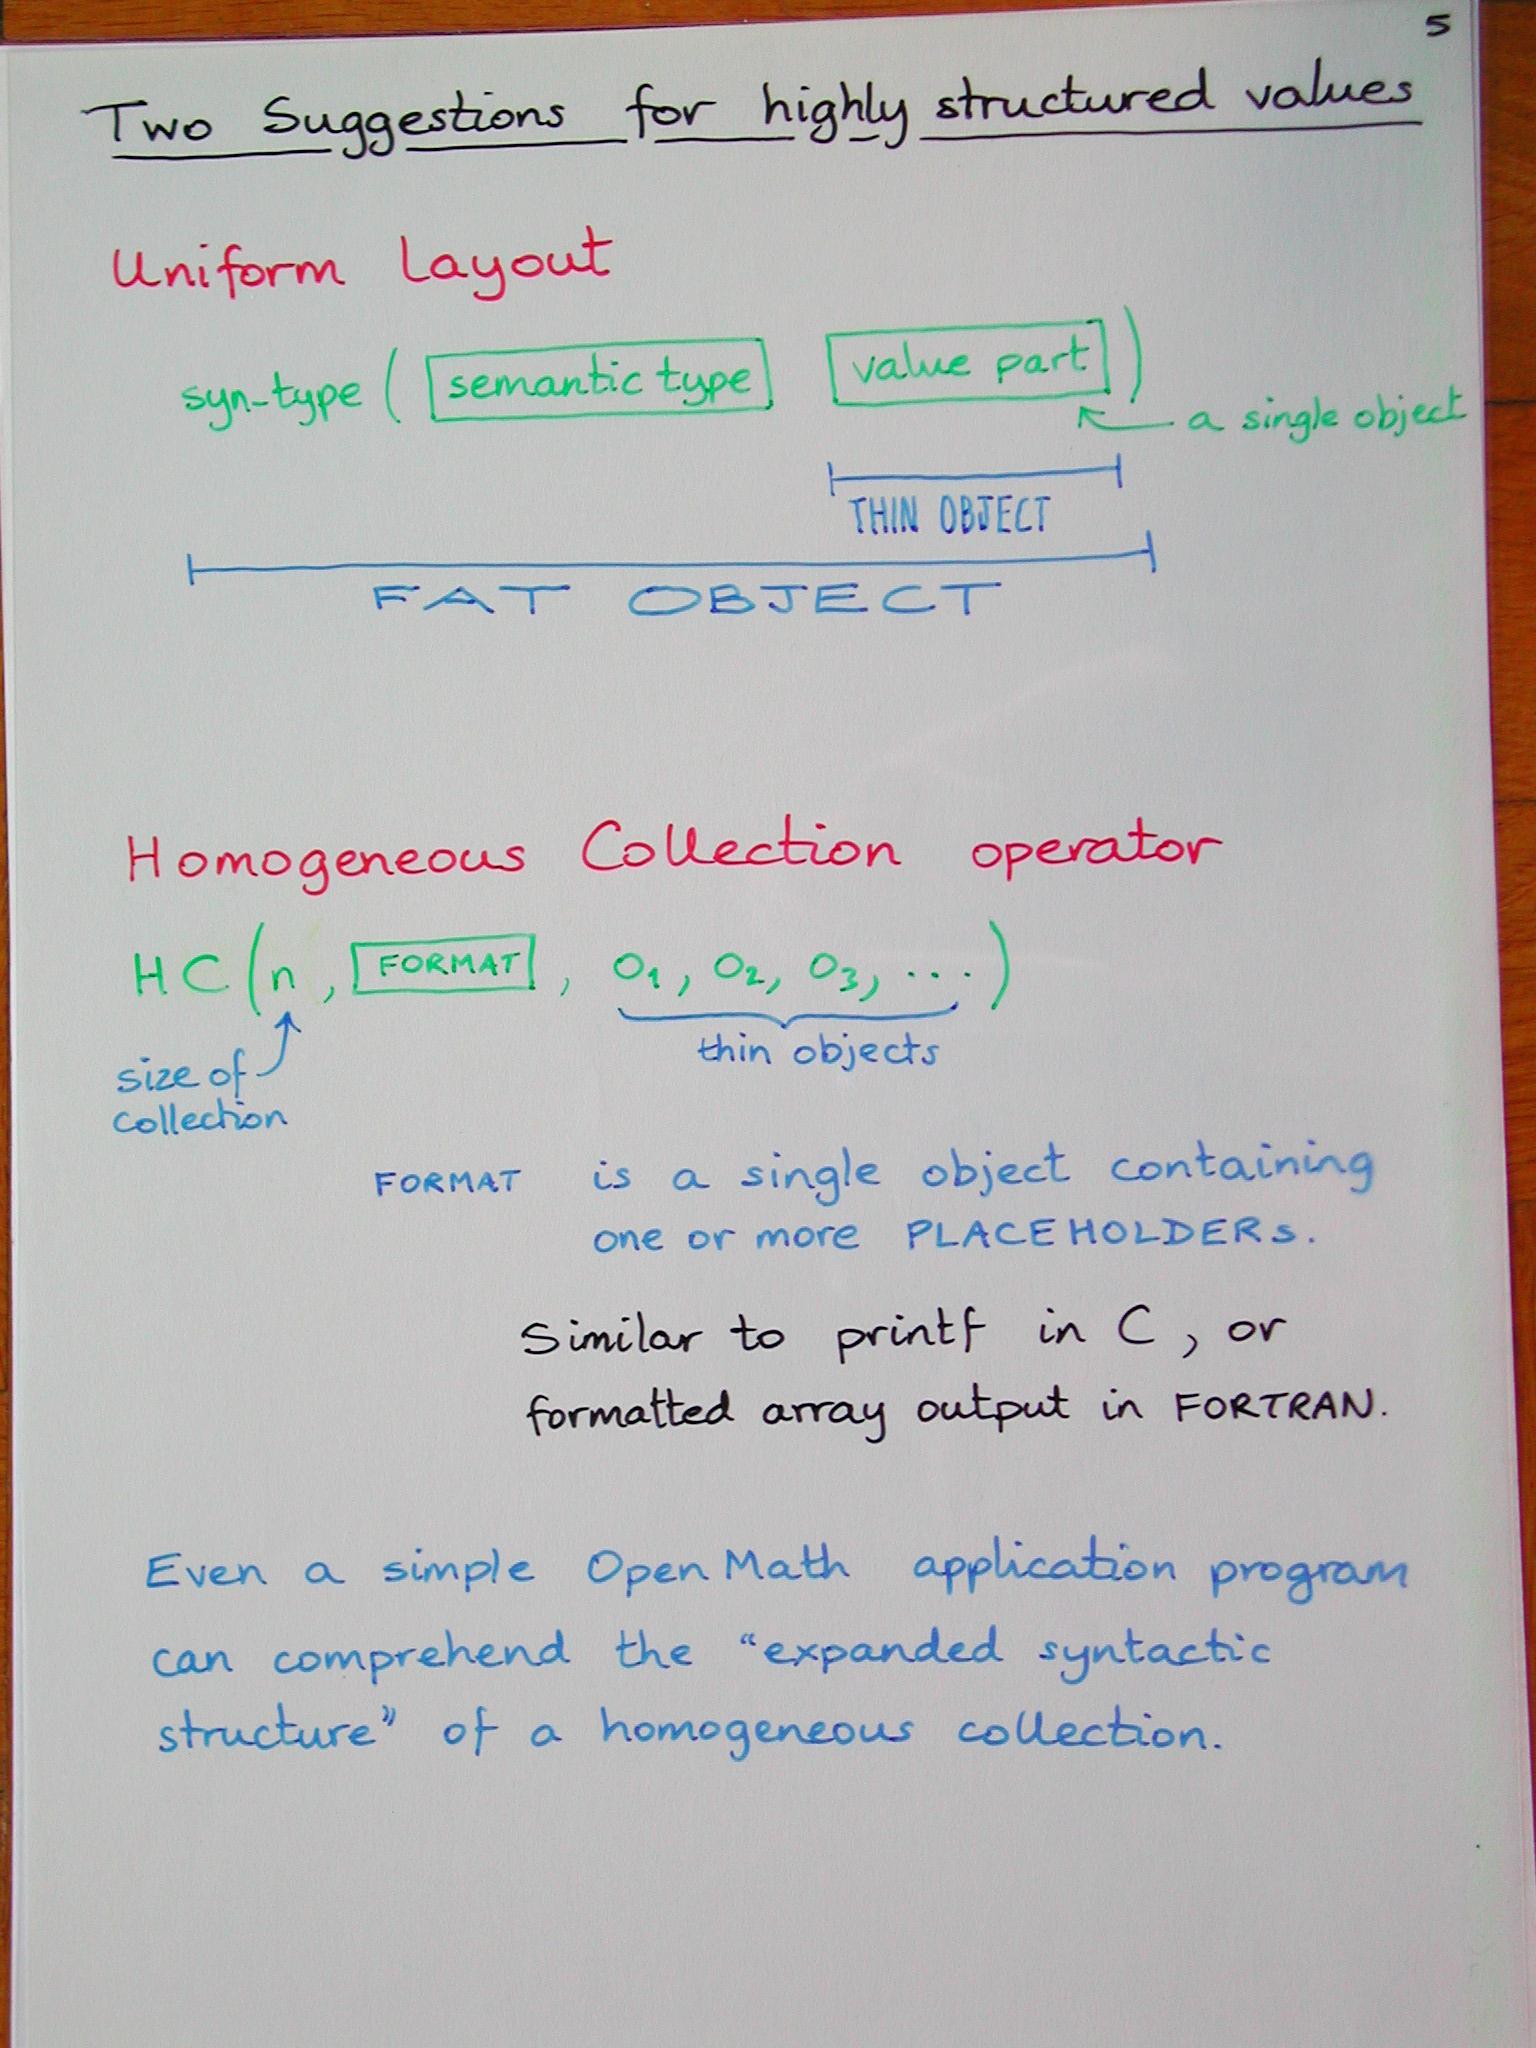 5
Two Suggestions for highly structured values
Uniform Layout
syn-type ( semantic type value part )
a single object
THIN OBJECT
FAT OBJECT
Homogeneous Collection operator
HC(n, FORMAT, O1, O2, O3, ...)
thin objects
size of
collection
FORMAT is a single object containing
one or more PLACEHOLDERs.
Similar to printf in C, or
formatted array output in FORTRAN.
Even a simple OpenMath application program
can comprehend the "expanded syntactic
structure" of a homogeneous collection.